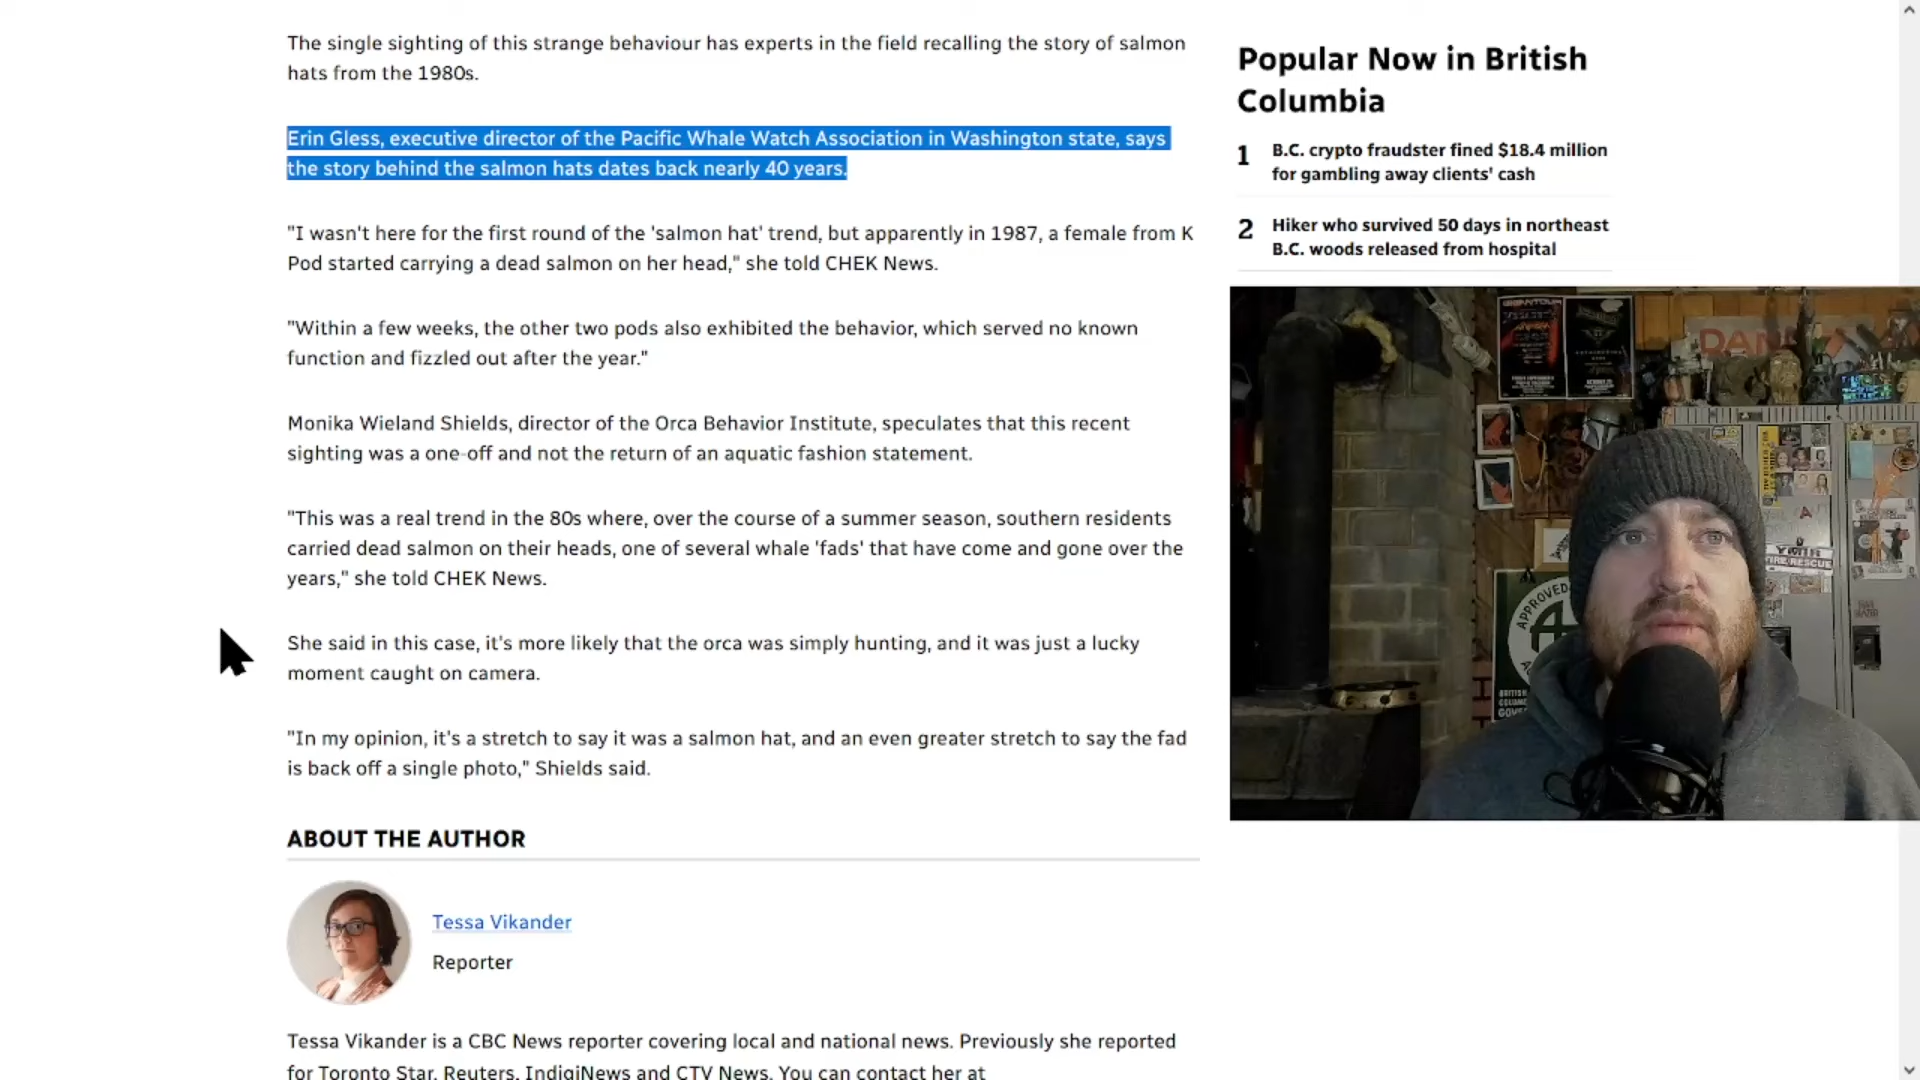 The single sighting of this strange behaviour has experts in the field recalling the story of salmon
hats from the 1980s.
Erin Gless, executive director of the Pacific Whale Watch Association in Washington state, says
the story behind the salmon hats dates back nearly 40 years.
"I wasn't here for the first round of the 'salmon hat' trend, but apparently in 1987, a female from K
Pod started carrying a dead salmon on her head," she told CHEK News.
"Within a few weeks, the other two pods also exhibited the behavior, which served no known
function and fizzled out after the year."
Monika Wieland Shields, director of the Orca Behavior Institute, speculates that this recent
sighting was a one-off and not the return of an aquatic fashion statement.
"This was a real trend in the 80s where, over the course of a summer season, southern residents
carried dead salmon on their heads, one of several whale 'fads' that have come and gone over the
years," she told CHEK News.
She said in this case, it's more likely that the orca was simply hunting, and it was just a lucky
moment caught on camera.
"In my opinion, it's a stretch to say it was a salmon hat, and an even greater stretch to say the fad
is back off a single photo," Shields said.
ABOUT THE AUTHOR
Tessa Vikander
Reporter
Tessa Vikander is a CBC News reporter covering local and national news. Previously she reported
for Toronto Star, Reuters, IndigiNews and CTV News. You can contact her at
Popular Now in British
Columbia
1 B.C. crypto fraudster fined $18.4 million
for gambling away clients' cash
2 Hiker who survived 50 days in northeast
B.C. woods released from hospital
APPROVED
BRITISH
YMIR
FIRE/RESCUE